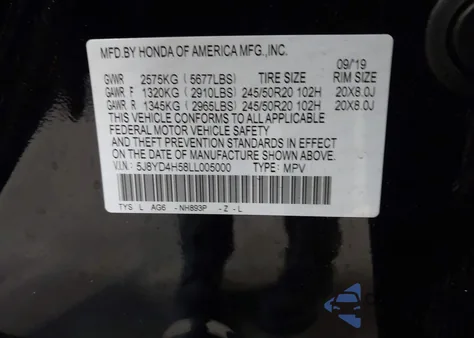 MFD.BY HONDA OF AMERICA MFG.,INC.
09/19
GVWR 2575KG (5677LBS) TIRE SIZE RIM SIZE
GAWR F 1320KG (2910LBS) 245/50R20 102H 20X8.0J
GAWR R 1345KG (2965LBS) 245/50R20 102H 20X8.0J
THIS VEHICLE CONFORMS TO ALL APPLICABLE
FEDERAL MOTOR VEHICLE SAFETY
AND THEFT PREVENTION STANDARDS IN EFFECT ON
THE DATE OF MANUFACTURE SHOWN ABOVE.
V.I.N.: 5J8YD4H58LL005000 TYPE: MPV
TYS L AG6 -NH893P -Z -L